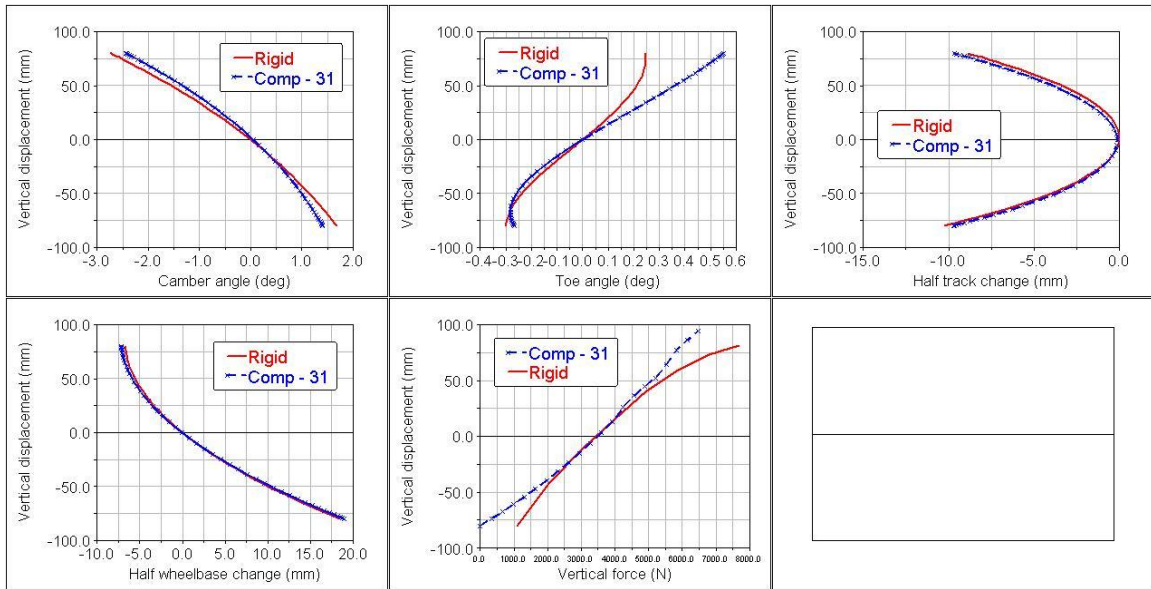 Vertical displacement (mm)
100.0
50.0
0.0
-50.0
-100.0
Rigid
Comp - 31
-3.0 -2.0 -1.0 0.0 1.0 2.0
Camber angle (deg)
Vertical displacement (mm)
100.0
50.0
0.0
-50.0
-100.0
Rigid
Comp - 31
-0.4 -0.3 -0.2 -0.1 0.0 0.1 0.2 0.3 0.4 0.5 0.6
Toe angle (deg)
Vertical displacement (mm)
100.0
50.0
0.0
-50.0
-100.0
Rigid
Comp - 31
-15.0 -10.0 -5.0 0.0
Half track change (mm)
Vertical displacement (mm)
100.0
50.0
0.0
-50.0
-100.0
Rigid
Comp - 31
-10.0 -5.0 0.0 5.0 10.0 15.0 20.0
Half wheelbase change (mm)
Vertical displacement (mm)
100.0
50.0
0.0
-50.0
-100.0
Comp - 31
Rigid
0.0 1000.0 2000.0 3000.0 4000.0 5000.0 6000.0 7000.0 8000.0
Vertical force (N)